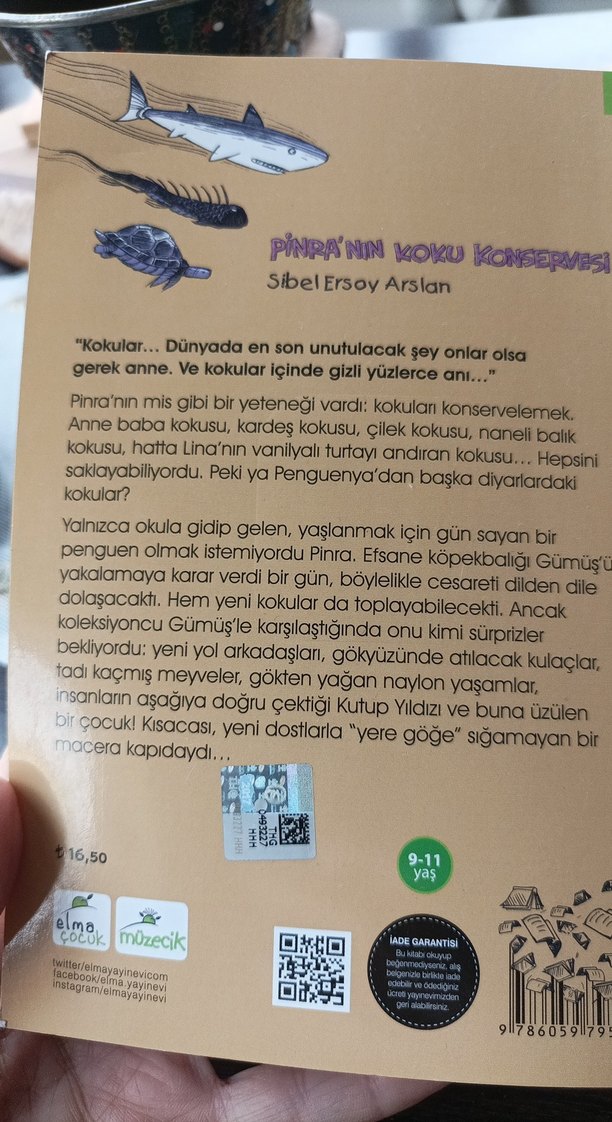 PİNRA'NIN KOKU KONSERVESİ
Sibel Ersoy Arslan
"Kokular... Dünyada en son unutulacak şey onlar olsa
gerek anne. Ve kokular içinde gizli yüzlerce anı..."
Pinra'nın mis gibi bir yeteneği vardı: kokuları konservelemek.
Anne baba kokusu, kardeş kokusu, çilek kokusu, naneli balık
kokusu, hatta Lina'nın vanilyalı turtayı andıran kokusu... Hepsini
saklayabiliyordu. Peki ya Penguenya'dan başka diyarlardaki
kokular?
Yalnızca okula gidip gelen, yaşlanmak için gün sayan bir
penguen olmak istemiyordu Pinra. Efsane köpekbalığı Gümüş'ü
yakalamaya karar verdi bir gün, böylelikle cesareti dilden dile
dolaşacaktı. Hem yeni kokular da toplayabilecekti. Ancak
koleksiyoncu Gümüş'le karşılaştığında onu kimi sürprizler
bekliyordu: yeni yol arkadaşları, gökyüzünde atılacak kulaçlar,
tadı kaçmış meyveler, gökten yağan naylon yaşamlar,
insanların aşağıya doğru çektiği Kutup Yıldızı ve buna üzülen
bir çocuk! Kısacası, yeni dostlarla "yere göğe" sığamayan bir
macera kapıdaydı...
THG
0493227
HHH
₺16,50
9-11
yaş
elma
çocuk
müzecik
twitter/elmayayinevicom
facebook/elma.yayinevi
instagram/elmayayinevi
İADE GARANTİSİ
Bu kitabı okuyup
beğenmediyseniz, alış
belgenizle birlikte iade
edebilir ve ödediğiniz
ücreti yayınevimizden
geri alabilirsiniz.
9 786059 795